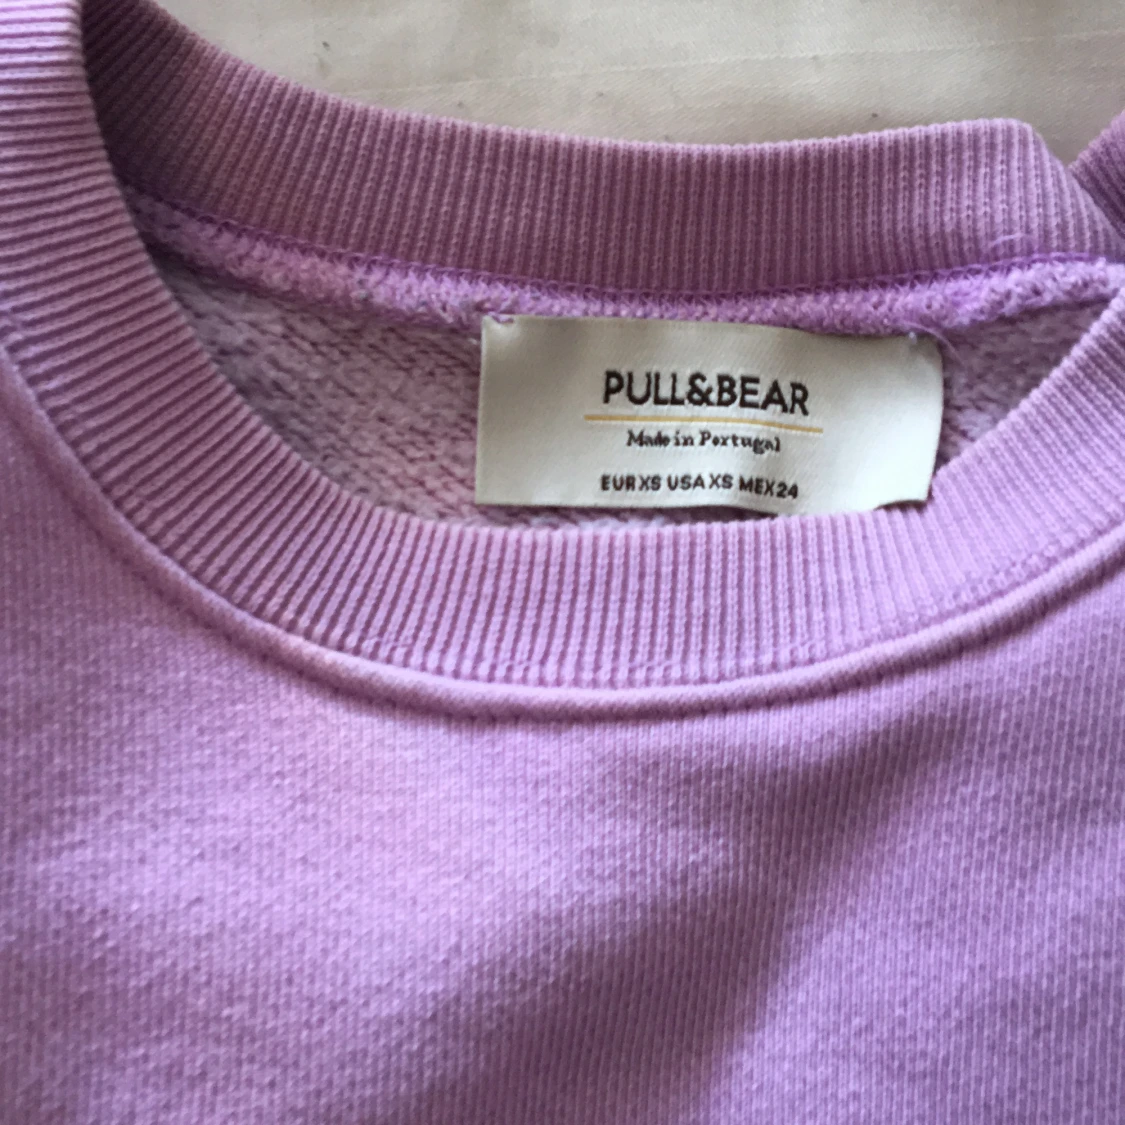 PULL&BEAR
Made in Portugal
EUR XS USA XS MEX 24